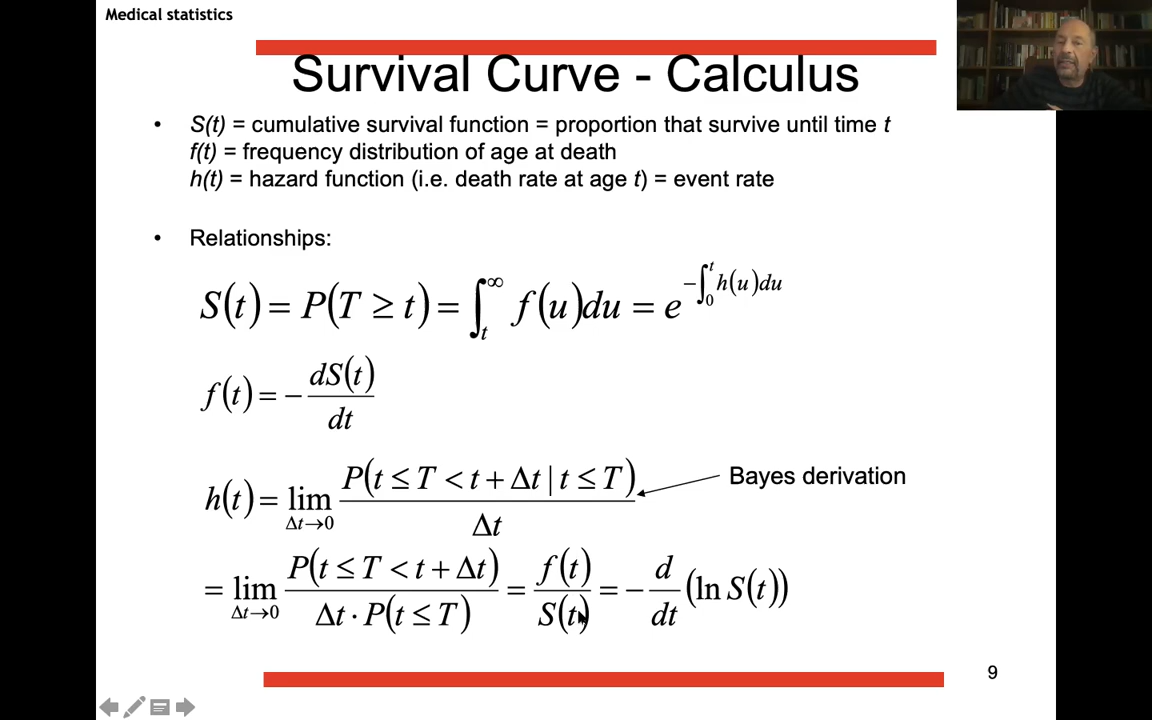 Medical statistics
Survival Curve - Calculus
• S(t) = cumulative survival function = proportion that survive until time t
f(t) = frequency distribution of age at death
h(t) = hazard function (i.e. death rate at age t) = event rate
• Relationships:
S(t) = P(T ≥ t) = ∫_t^∞ f(u)du = e^{-∫_0^t h(u)du}
f(t) = - dS(t)/dt
h(t) = lim_{Δt→0} P(t ≤ T < t + Δt | t ≤ T)/Δt
Bayes derivation
= lim_{Δt→0} P(t ≤ T < t + Δt)/(Δt · P(t ≤ T)) = f(t)/S(t) = - d/dt (ln S(t))
9